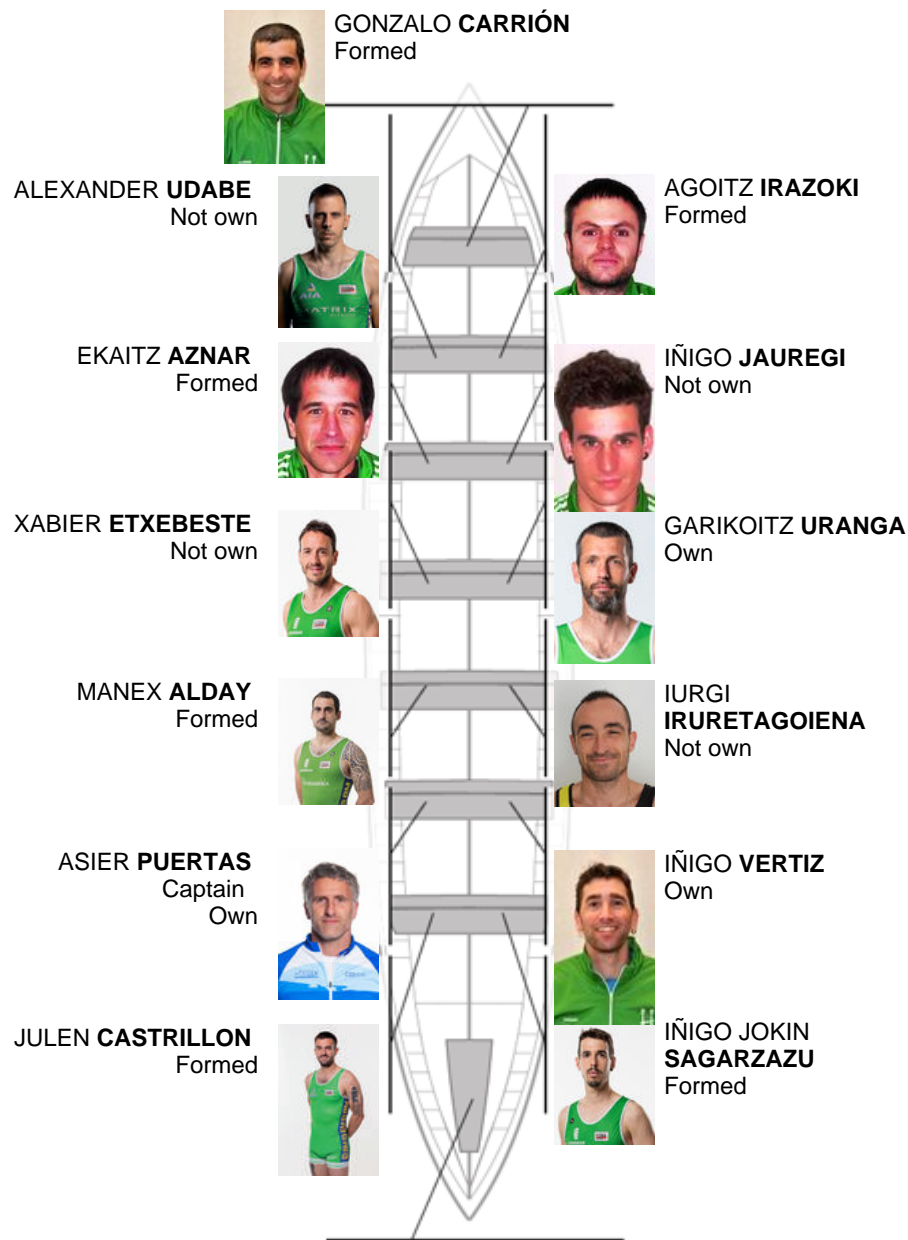 GONZALO CARRIÓN
Formed
ALEXANDER UDABE
Not own
AGOITZ IRAZOKI
Formed
EKAITZ AZNAR
Formed
IÑIGO JAUREGI
Not own
XABIER ETXEBESTE
Not own
GARIKOITZ URANGA
Own
MANEX ALDAY
Formed
IURGI
IRURETAGOIENA
Not own
ASIER PUERTAS
Captain
Own
IÑIGO VERTIZ
Own
JULEN CASTRILLON
Formed
IÑIGO JOKIN
SAGARZAZU
Formed